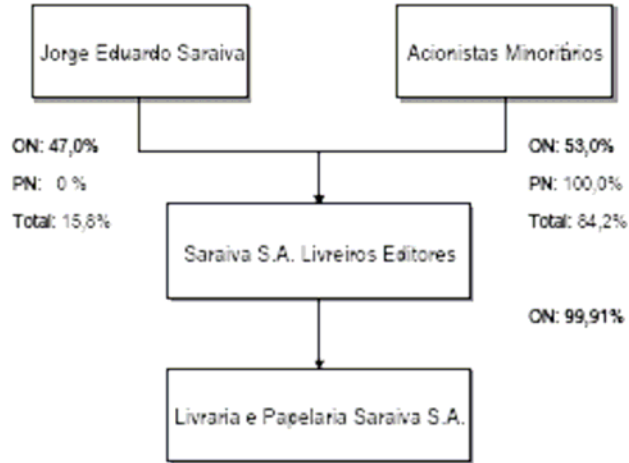 Jorge Eduardo Saraiva
Acionistas Minoritários
ON: 47,0%
PN: 0 %
Total: 15,8%
ON: 53,0%
PN: 100,0%
Total: 84,2%
Saraiva S.A. Livreiros Editores
ON: 99,91%
Livraria e Papelaria Saraiva S.A.